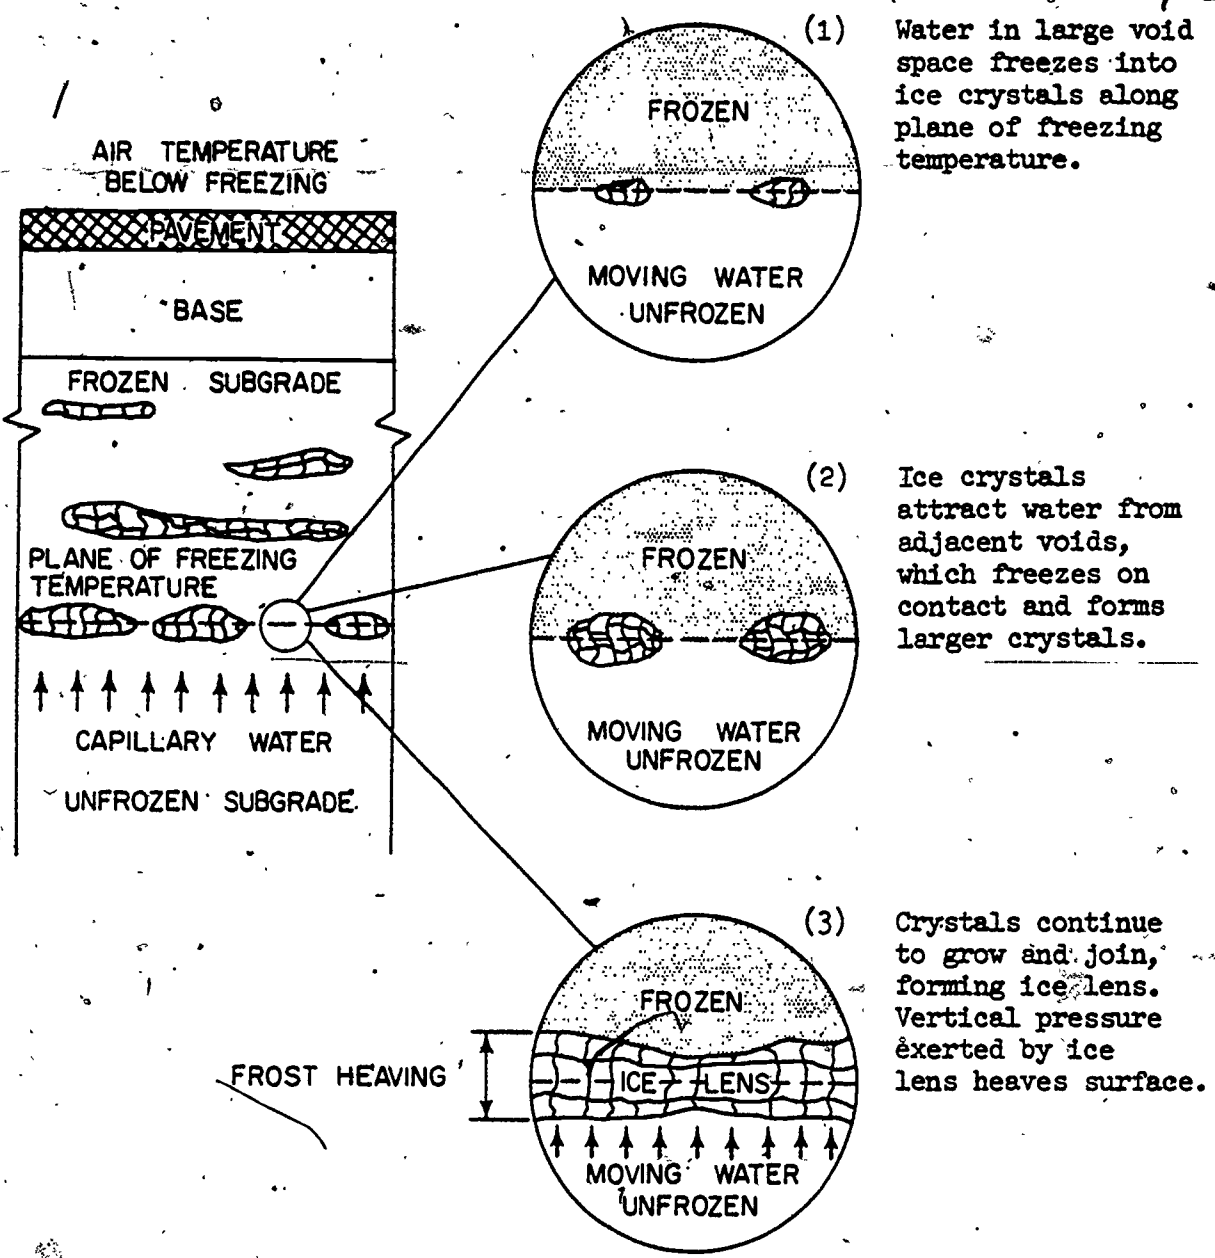 AIR TEMPERATURE
BELOW FREEZING
PAVEMENT
BASE
FROZEN SUBGRADE
PLANE OF FREEZING
TEMPERATURE
CAPILLARY WATER
UNFROZEN SUBGRADE
(1)
Water in large void
space freezes into
ice crystals along
plane of freezing
temperature.
FROZEN
MOVING WATER
UNFROZEN
(2)
Ice crystals
attract water from
adjacent voids,
which freezes on
contact and forms
larger crystals.
FROZEN
MOVING WATER
UNFROZEN
(3)
Crystals continue
to grow and join,
forming ice lens.
Vertical pressure
exerted by ice
lens heaves surface.
FROZEN
FROST HEAVING
ICE LENS
MOVING WATER
UNFROZEN